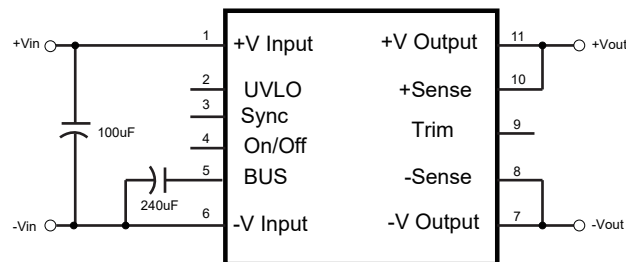 +Vin 1 +V Input +V Output 11 +Vout
2 UVLO +Sense 10
3 Sync Trim 9
100uF
4 On/Off
5 BUS -Sense 8
240uF
-Vin 6 -V Input -V Output 7 -Vout